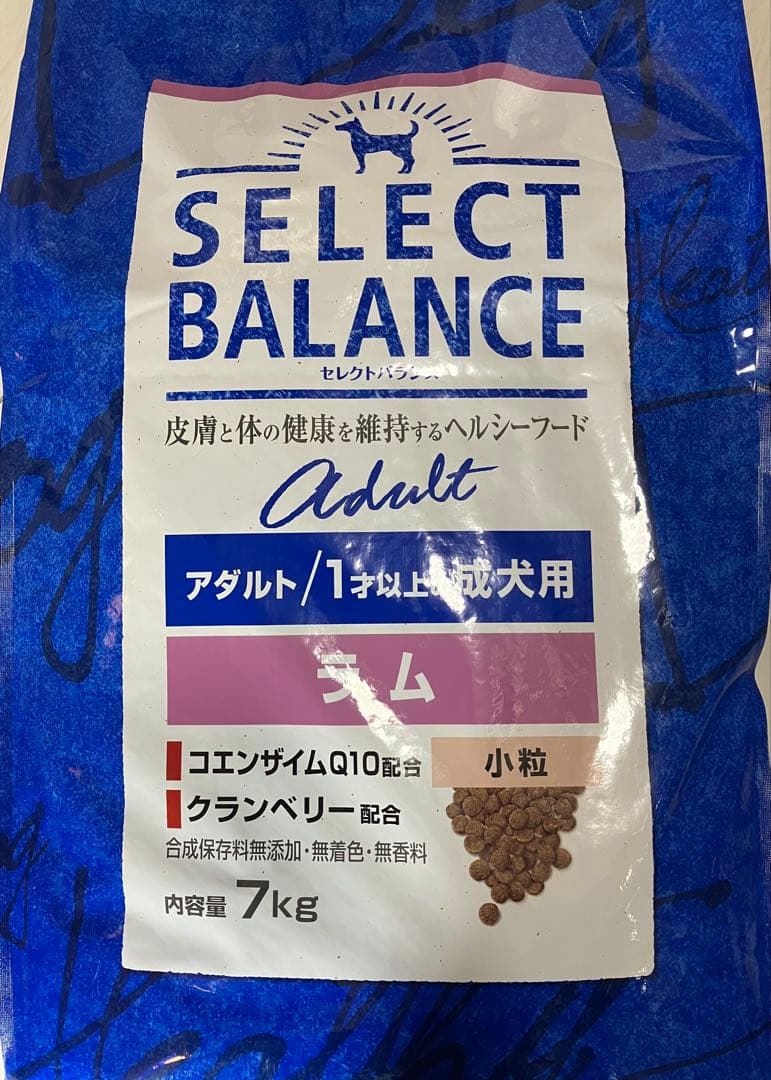 SELECT
BALANCE
セレクトバランス
皮膚と体の健康を維持するヘルシーフード
adult
アダルト/1才以上の成犬用
ラム
コエンザイムQ10配合
小粒
クランベリー配合
合成保存料無添加・無着色・無香料
内容量 7kg